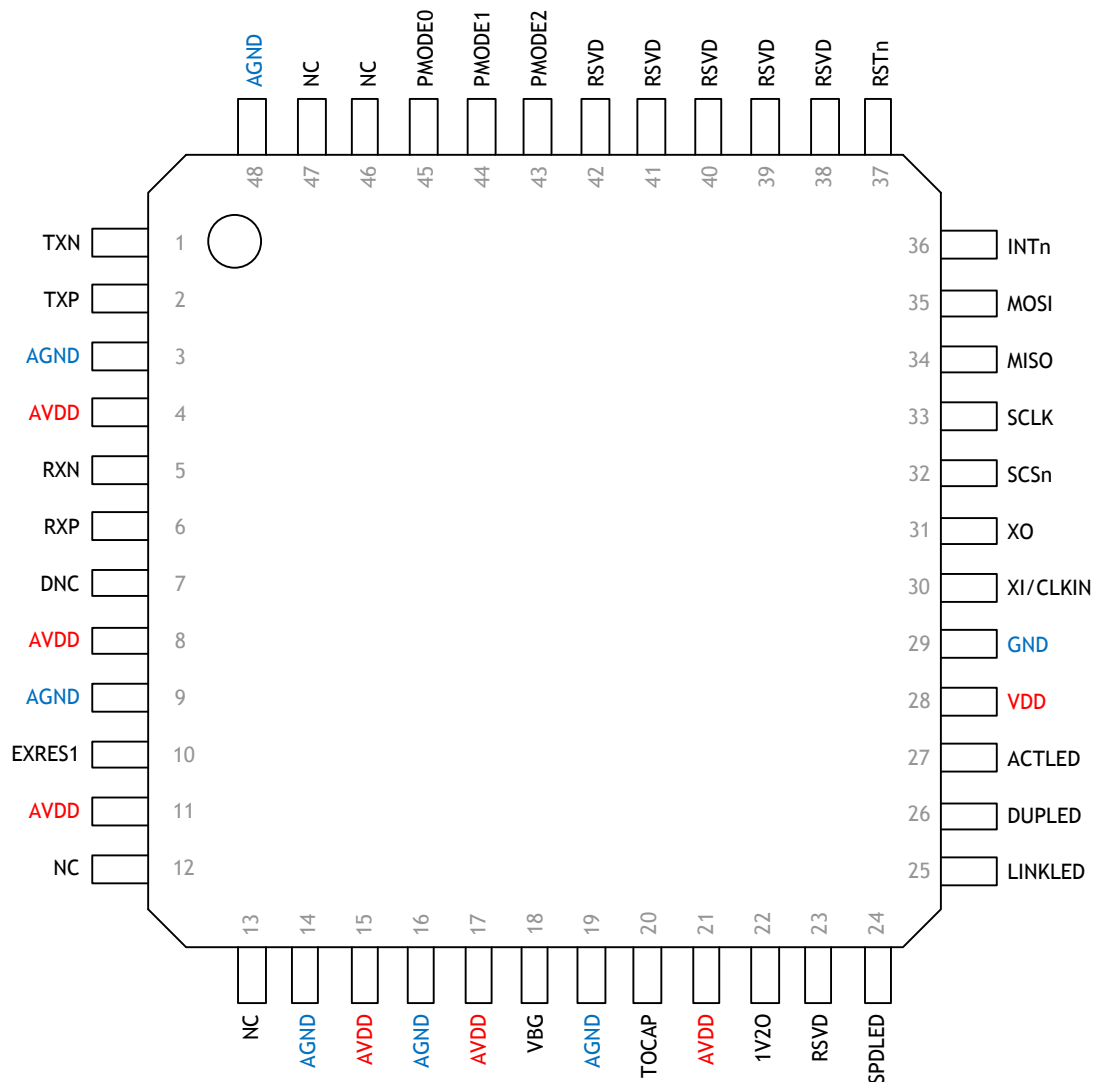 AGND
NC
NC
PMODE0
PMODE1
PMODE2
RSVD
RSVD
RSVD
RSVD
RSVD
RSTn
48
47
46
45
44
43
42
41
40
39
38
37
TXN 1
TXP 2
AGND 3
AVDD 4
RXN 5
RXP 6
DNC 7
AVDD 8
AGND 9
EXRES1 10
AVDD 11
NC 12
36 INTn
35 MOSI
34 MISO
33 SCLK
32 SCSn
31 XO
30 XI/CLKIN
29 GND
28 VDD
27 ACTLED
26 DUPLED
25 LINKLED
13
14
15
16
17
18
19
20
21
22
23
24
NC
AGND
AVDD
AGND
AVDD
VBG
AGND
TOCAP
AVDD
1V2O
RSVD
SPDLED